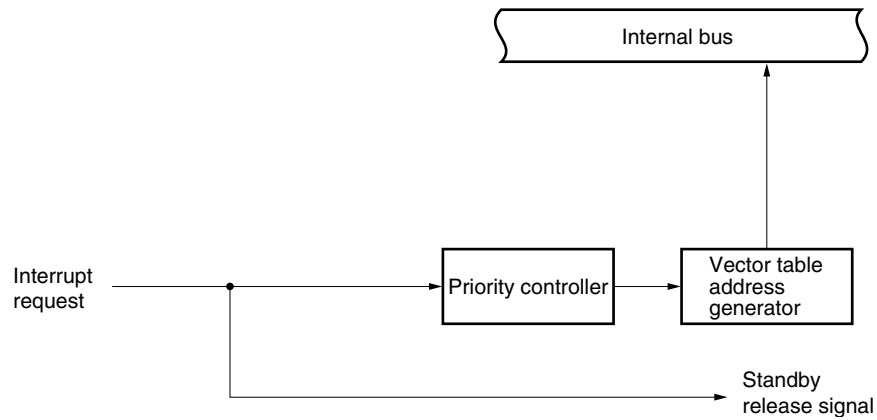 Internal bus
Interrupt
request
Priority controller
Vector table
address
generator
Standby
release signal